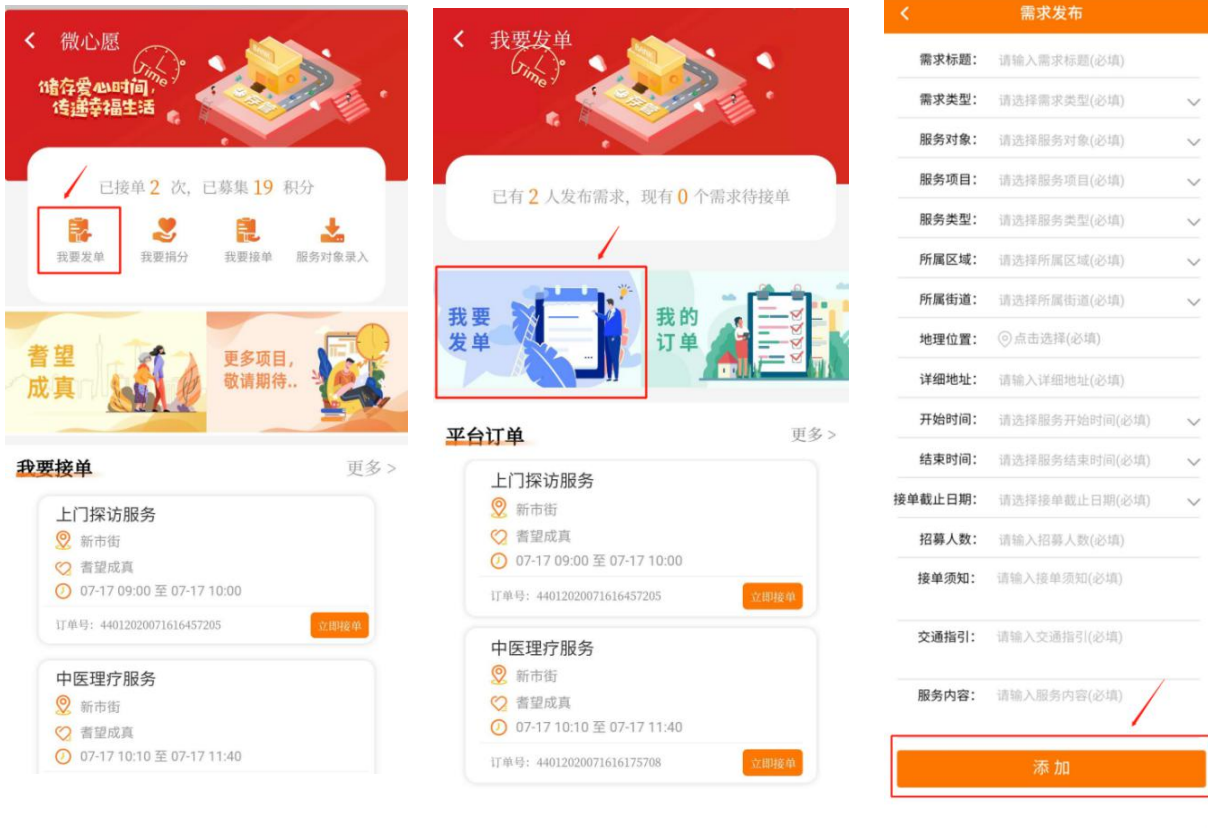 微心愿
Time
储存爱心时间,
传递幸福生活
已接单 2 次, 已募集 19 积分
我要发单
我要捐分
我要接单
服务对象录入
耆望
成真
更多项目,
敬请期待..
我要接单
更多 >
上门探访服务
新市街
耆望成真
07-17 09:00 至 07-17 10:00
订单号: 44012020071616457205
立即接单
中医理疗服务
新市街
耆望成真
07-17 10:10 至 07-17 11:40
我要发单
Time
已有 2 人发布需求, 现有 0 个需求待接单
我要
发单
我的
订单
平台订单
更多 >
上门探访服务
新市街
耆望成真
07-17 09:00 至 07-17 10:00
订单号: 44012020071616457205
立即接单
中医理疗服务
新市街
耆望成真
07-17 10:10 至 07-17 11:40
订单号: 44012020071616175708
立即接单
需求发布
需求标题: 请输入需求标题(必填)
需求类型: 请选择需求类型(必填)
服务对象: 请选择服务对象(必填)
服务项目: 请选择服务项目(必填)
服务类型: 请选择服务类型(必填)
所属区域: 请选择所属区域(必填)
所属街道: 请选择所属街道(必填)
地理位置: 点击选择(必填)
详细地址: 请输入详细地址(必填)
开始时间: 请选择服务开始时间(必填)
结束时间: 请选择服务结束时间(必填)
接单截止日期: 请选择接单截止日期(必填)
招募人数: 请输入招募人数(必填)
接单须知: 请输入接单须知(必填)
交通指引: 请输入交通指引(必填)
服务内容: 请输入服务内容(必填)
添加